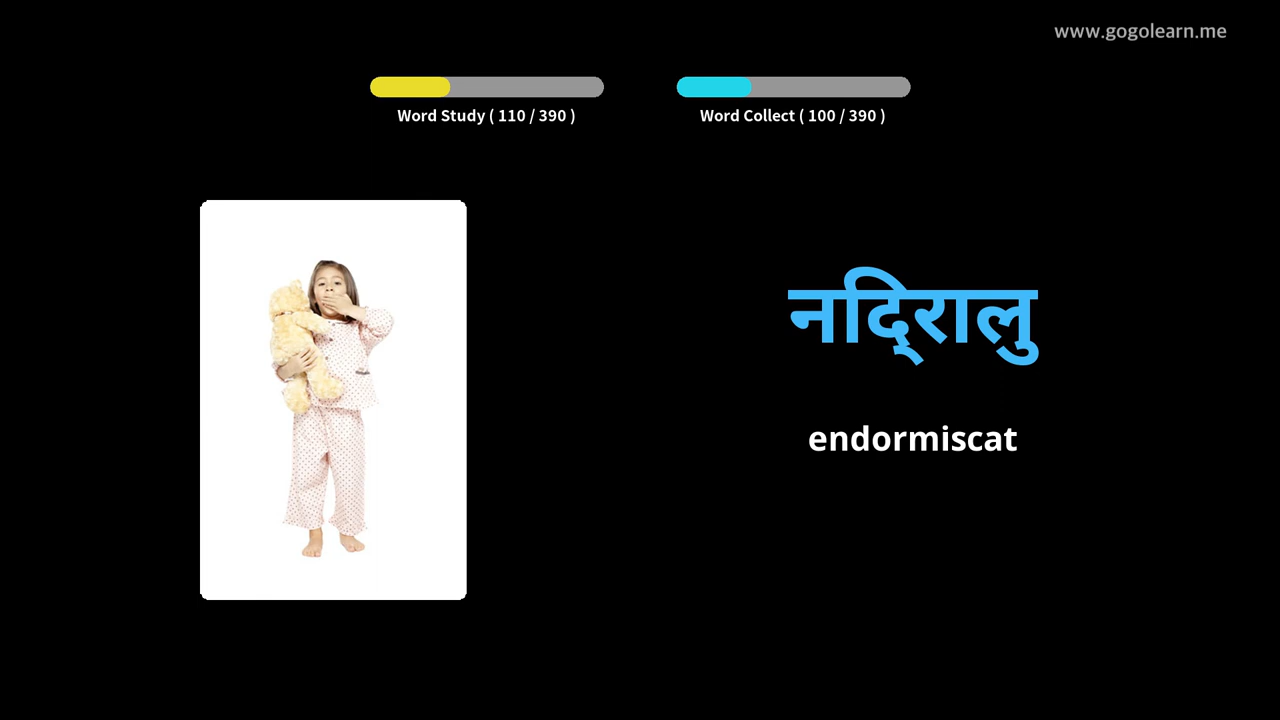 www.gogolearn.me
Word Study ( 110 / 390 )
Word Collect ( 100 / 390 )
नदि्रालु
endormiscat